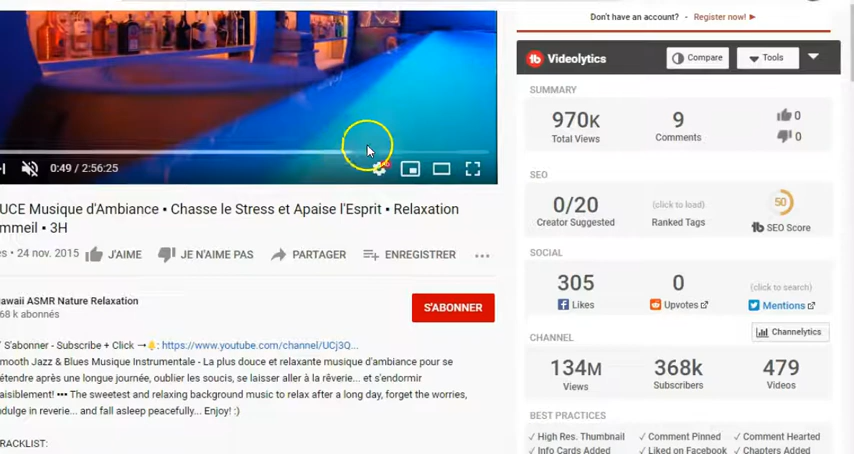 Don't have an account? • Register now! ▶
tb Videolytics
Compare
Tools
0:49 / 2:56:25
HD
SUMMARY
970K
Total Views
9
Comments
0
0
SEO
0/20
Creator Suggested
(click to load)
Ranked Tags
50
tb SEO Score
SOCIAL
305
Likes
0
Upvotes
(click to search)
Mentions
CHANNEL
Channelytics
134M
Views
368k
Subscribers
479
Videos
BEST PRACTICES
✓ High Res. Thumbnail
✓ Comment Pinned
✓ Comment Hearted
✓ Info Cards Added
✓ Liked on Facebook
✓ Chapters Added
UCE Musique d'Ambiance • Chasse le Stress et Apaise l'Esprit • Relaxation
mmeil • 3H
es • 24 nov. 2015
J'AIME
JE N'AIME PAS
PARTAGER
ENREGISTRER
...
awaii ASMR Nature Relaxation
68 k abonnés
S'ABONNER
S'abonner - Subscribe + Click →🔔: https://www.youtube.com/channel/UCj3Q...
mooth Jazz & Blues Musique Instrumentale - La plus douce et relaxante musique d'ambiance pour se
étendre après une longue journée, oublier les soucis, se laisser aller à la rêverie... et s'endormir
aisiblement! ••• The sweetest and relaxing background music to relax after a long day, forget the worries,
ndulge in reverie... and fall asleep peacefully... Enjoy! :)
RACKLIST: